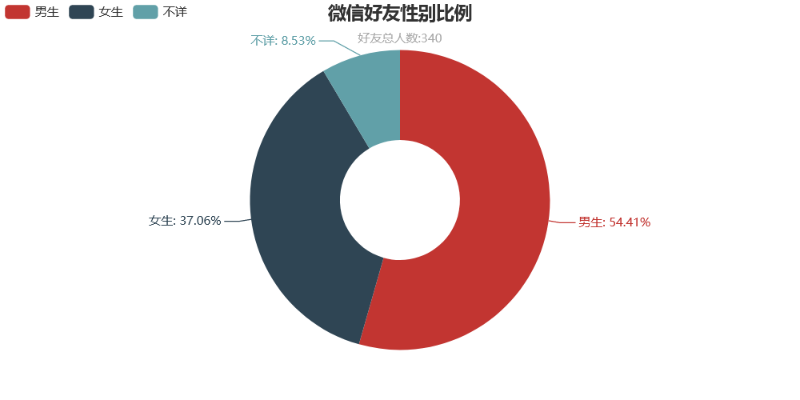 男生 女生 不详
微信好友性别比例
好友总人数:340
不详: 8.53%
女生: 37.06%
男生: 54.41%